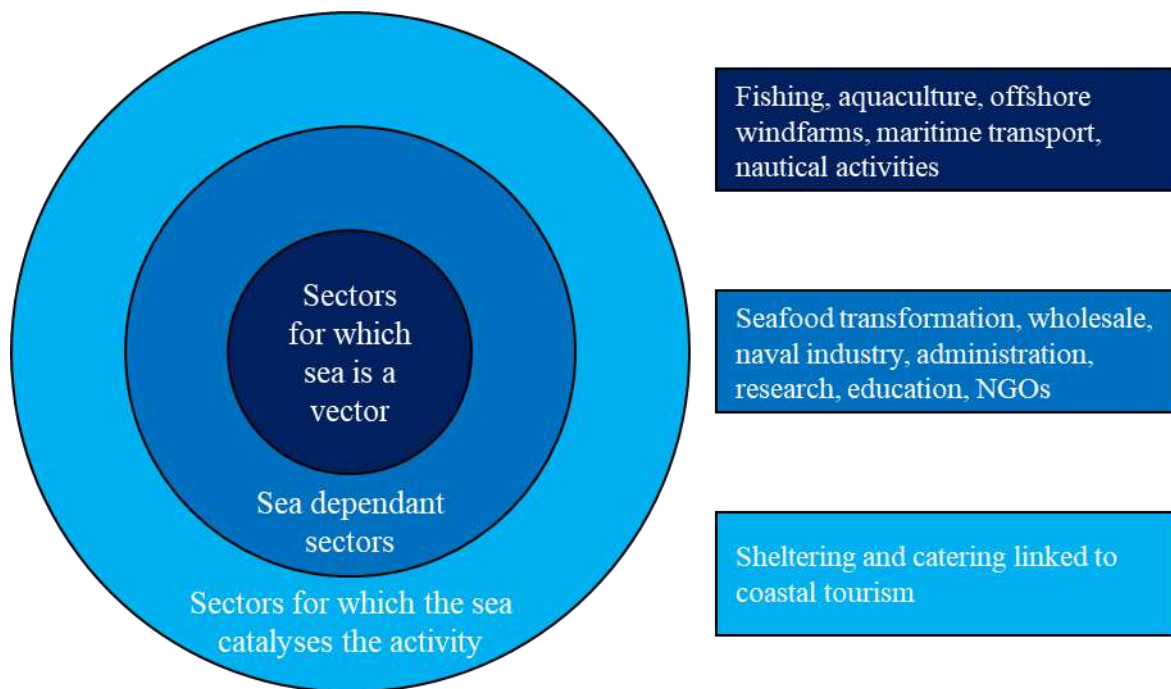 Sectors
for which
sea is a
vector
Sea dependant
sectors
Sectors for which the sea
catalyses the activity
Fishing, aquaculture, offshore
windfarms, maritime transport,
nautical activities
Seafood transformation, wholesale,
naval industry, administration,
research, education, NGOs
Sheltering and catering linked to
coastal tourism